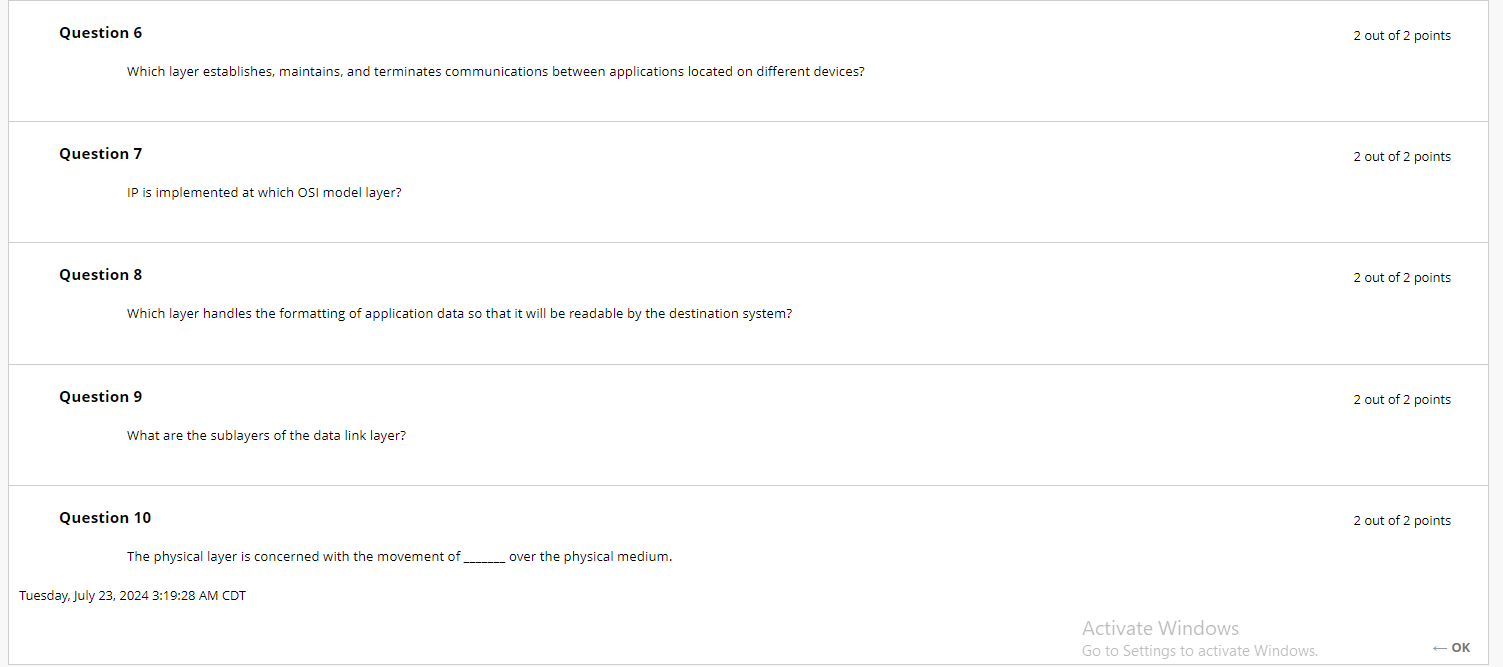 Question 6
2 out of 2 points
Which layer establishes, maintains, and terminates communications between applications located on different devices?
Question 7
2 out of 2 points
IP is implemented at which OSI model layer?
Question 8
2 out of 2 points
Which layer handles the formatting of application data so that it will be readable by the destination system?
Question 9
2 out of 2 points
What are the sublayers of the data link layer?
Question 10
2 out of 2 points
The physical layer is concerned with the movement of _______ over the physical medium.
Tuesday, July 23, 2024 3:19:28 AM CDT
Activate Windows
Go to Settings to activate Windows.
← OK